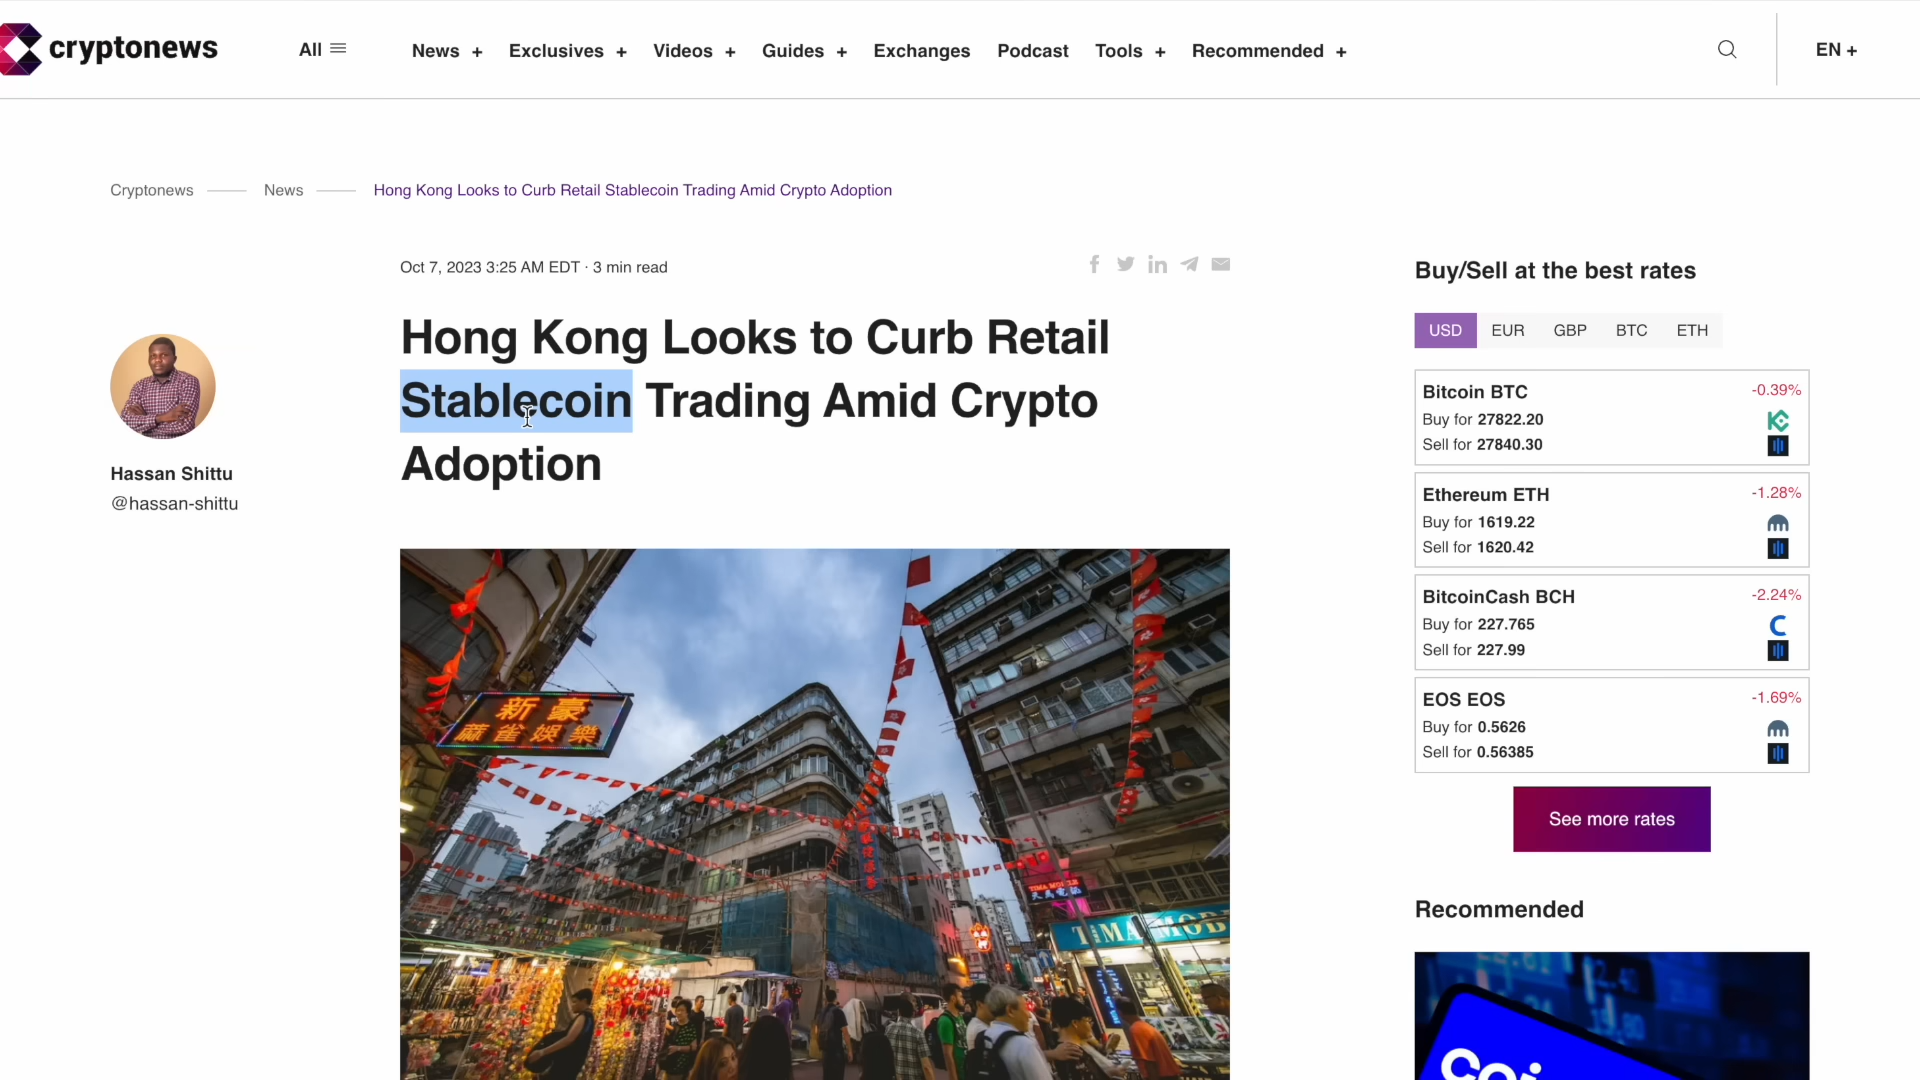 cryptonews
All
News +
Exclusives +
Videos +
Guides +
Exchanges
Podcast
Tools +
Recommended +
EN +
Cryptonews
News
Hong Kong Looks to Curb Retail Stablecoin Trading Amid Crypto Adoption
Oct 7, 2023 3:25 AM EDT · 3 min read
Hong Kong Looks to Curb Retail
Stablecoin Trading Amid Crypto
Adoption
Hassan Shittu
@hassan-shittu
新豪
蔴雀娛樂
TIMA MOB
Buy/Sell at the best rates
USD
EUR
GBP
BTC
ETH
Bitcoin BTC
-0.39%
Buy for 27822.20
Sell for 27840.30
Ethereum ETH
-1.28%
Buy for 1619.22
Sell for 1620.42
BitcoinCash BCH
-2.24%
Buy for 227.765
Sell for 227.99
EOS EOS
-1.69%
Buy for 0.5626
Sell for 0.56385
See more rates
Recommended